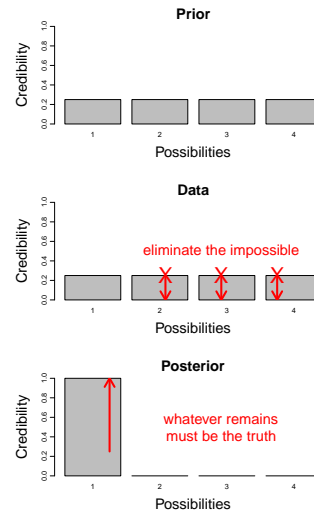 Prior
Credibility
0.0 0.2 0.4 0.6 0.8 1.0
1 2 3 4
Possibilities
Data
Credibility
0.0 0.2 0.4 0.6 0.8 1.0
eliminate the impossible
1 2 3 4
Possibilities
Posterior
Credibility
0.0 0.2 0.4 0.6 0.8 1.0
whatever remains
must be the truth
1 2 3 4
Possibilities